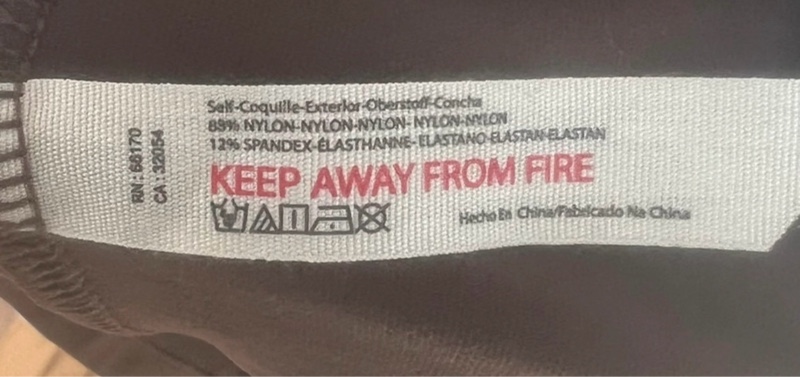 RN: 66170
CA: 32054
Self-Coquille-Exterior-Oberstoff-Concha
88% NYLON-NYLON-NYLON- NYLON-NYLON
12% SPANDEX-ÉLASTHANNE- ELASTANO-ELASTAN-ELASTAN
KEEP AWAY FROM FIRE
Hecho En China/Fabricado Na China